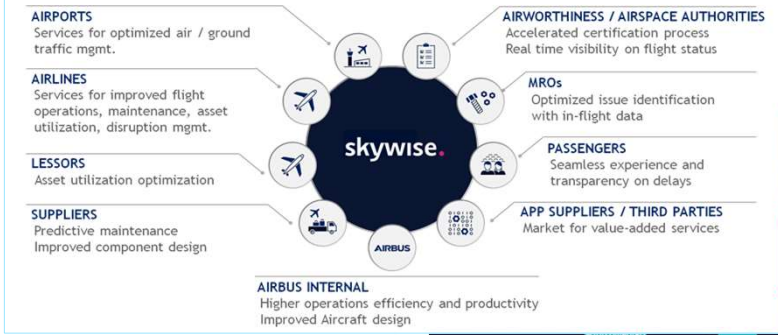 AIRPORTS
Services for optimized air / ground
traffic mgmt.
AIRLINES
Services for improved flight
operations, maintenance, asset
utilization, disruption mgmt.
LESSORS
Asset utilization optimization
SUPPLIERS
Predictive maintenance
Improved component design
skywise.
AIRBUS
AIRBUS INTERNAL
Higher operations efficiency and productivity
Improved Aircraft design
AIRWORTHINESS / AIRSPACE AUTHORITIES
Accelerated certification process
Real time visibility on flight status
MROs
Optimized issue identification
with in-flight data
PASSENGERS
Seamless experience and
transparency on delays
APP SUPPLIERS / THIRD PARTIES
Market for value-added services